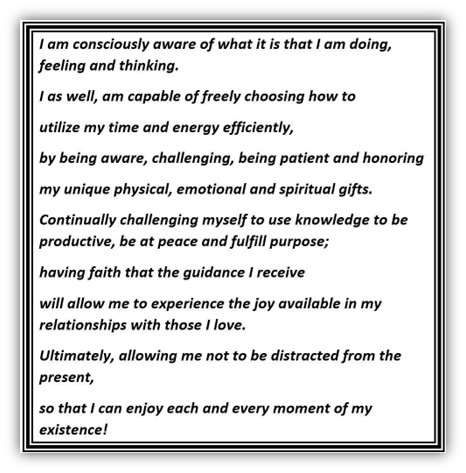 I am consciously aware of what it is that I am doing,
feeling and thinking.
I as well, am capable of freely choosing how to
utilize my time and energy efficiently,
by being aware, challenging, being patient and honoring
my unique physical, emotional and spiritual gifts.
Continually challenging myself to use knowledge to be
productive, be at peace and fulfill purpose;
having faith that the guidance I receive
will allow me to experience the joy available in my
relationships with those I love.
Ultimately, allowing me not to be distracted from the
present,
so that I can enjoy each and every moment of my
existence!